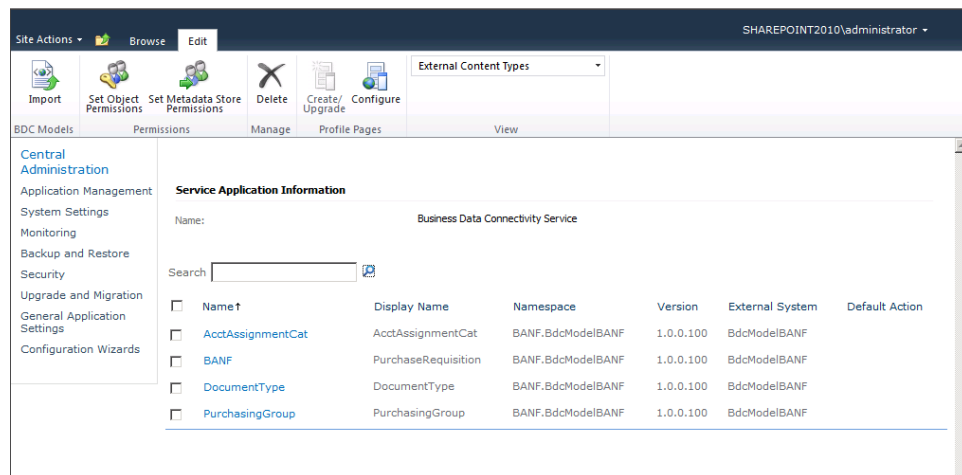 SHAREPOINT2010\administrator
Site Actions Browse Edit
External Content Types
Import Set Object Permissions Set Metadata Store Permissions Delete Create/ Upgrade Configure
BDC Models Permissions Manage Profile Pages View
Central Administration
Application Management
System Settings
Monitoring
Backup and Restore
Security
Upgrade and Migration
General Application Settings
Configuration Wizards
Service Application Information
Name: Business Data Connectivity Service
Search
Name↑ Display Name Namespace Version External System Default Action
AcctAssignmentCat AcctAssignmentCat BANF.BdcModelBANF 1.0.0.100 BdcModelBANF
BANF PurchaseRequisition BANF.BdcModelBANF 1.0.0.100 BdcModelBANF
DocumentType DocumentType BANF.BdcModelBANF 1.0.0.100 BdcModelBANF
PurchasingGroup PurchasingGroup BANF.BdcModelBANF 1.0.0.100 BdcModelBANF